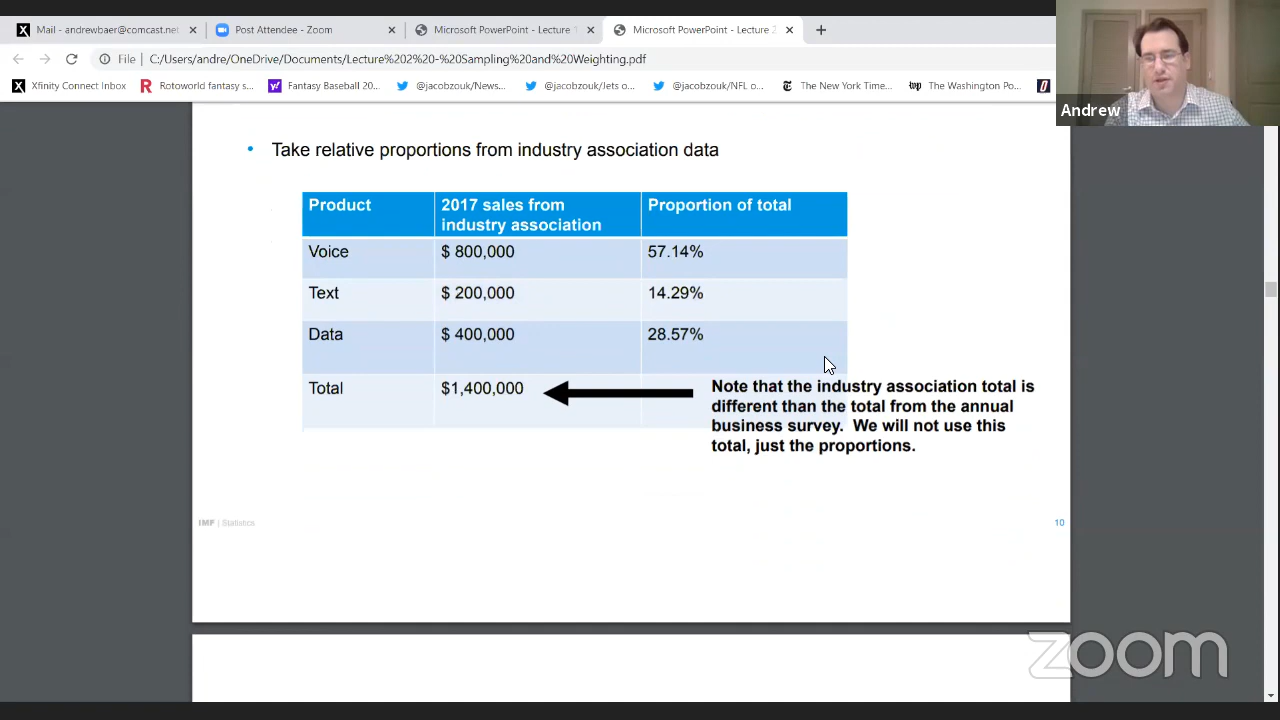 Mail - andrewbaer@comcast.net
Post Attendee - Zoom
Microsoft PowerPoint - Lecture 1
Microsoft PowerPoint - Lecture 2
File | C:/Users/andre/OneDrive/Documents/Lecture%202%20-%20Sampling%20and%20Weighting.pdf
Xfinity Connect Inbox
Rotoworld fantasy s...
Fantasy Baseball 20...
@jacobzouk/News...
@jacobzouk/Jets o...
@jacobzouk/NFL o...
The New York Time...
The Washington Po...
Andrew
• Take relative proportions from industry association data
Product
2017 sales from
industry association
Proportion of total
Voice $ 800,000 57.14%
Text $ 200,000 14.29%
Data $ 400,000 28.57%
Total $1,400,000
Note that the industry association total is
different than the total from the annual
business survey. We will not use this
total, just the proportions.
IMF | Statistics
10
zoom